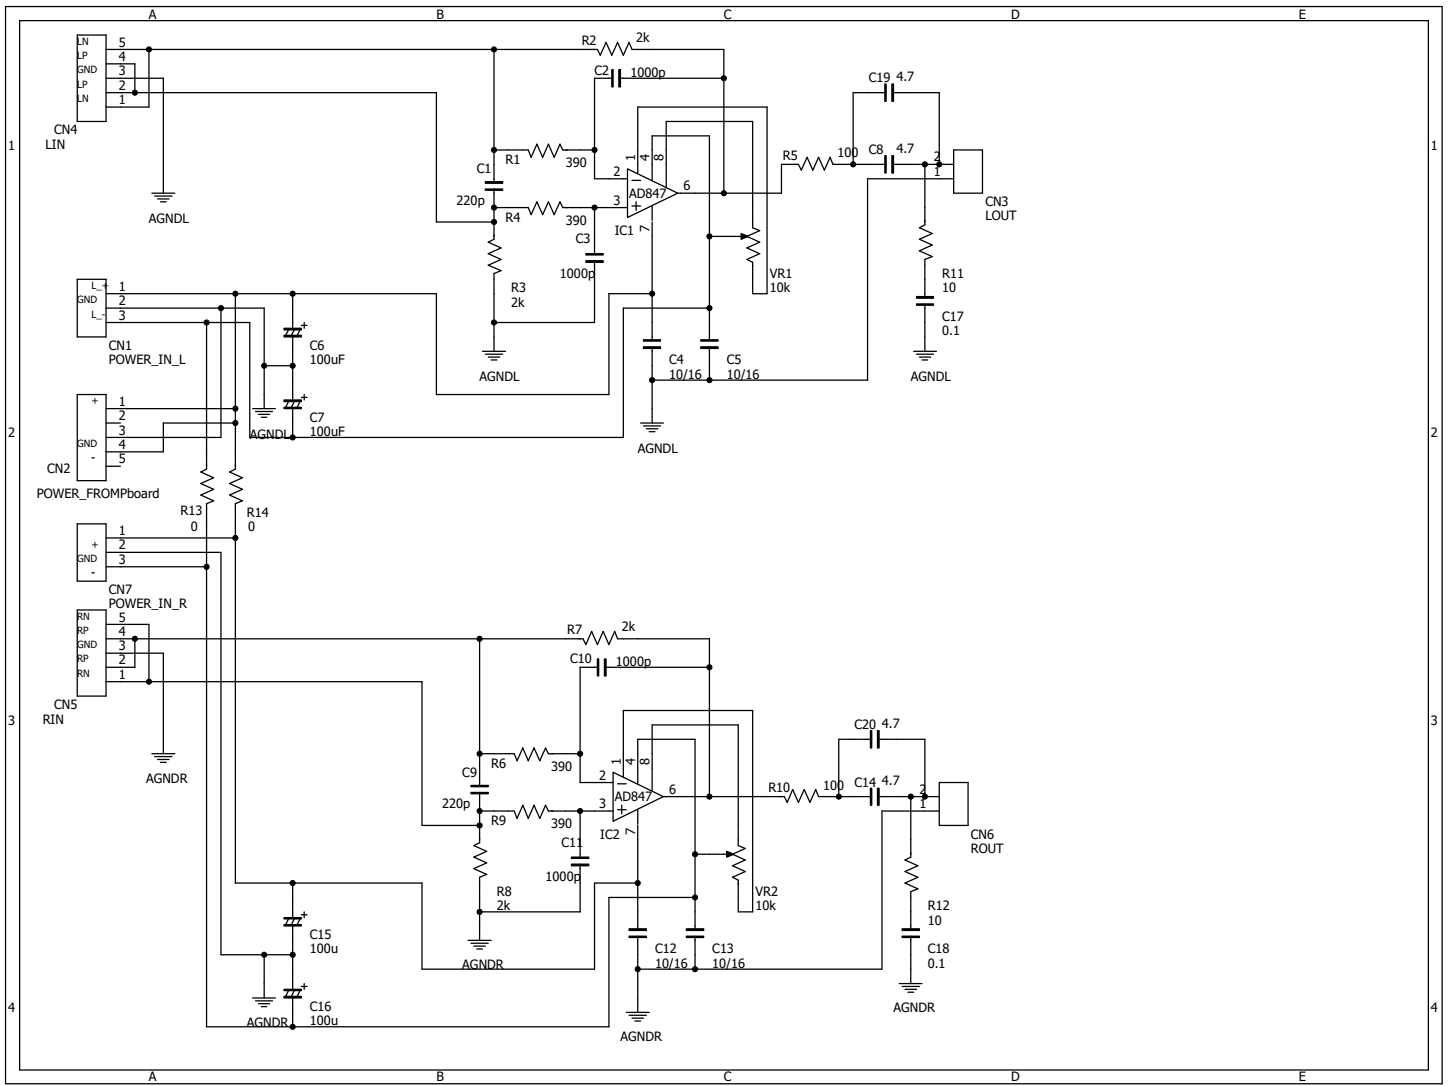 A B C D E
1
2
3
4
LN 5
LP 4
GND 3
LP 2
LN 1
CN4
LIN
AGNDL
L_+ 1
GND 2
L_- 3
CN1
POWER_IN_L
+ 1
2
3
GND 4
- 5
CN2
POWER_FROMPboard
C6
100uF
C7
100uF
AGNDL
R13
0
R14
0
R2 2k
C2 1000p
R1 390
C1
220p
R4 390
C3
1000p
R3
2k
AGNDL
1 4 8
2
3
6
7
AD847
IC1
VR1
10k
C4
10/16
C5
10/16
AGNDL
R5 100
C19 4.7
C8 4.7
2
1
CN3
LOUT
R11
10
C17
0.1
AGNDL
1
+ 2
GND 3
-
CN7
POWER_IN_R
RN 5
RP 4
GND 3
RP 2
RN 1
CN5
RIN
AGNDR
C15
100u
C16
100u
AGNDR
R7 2k
C10 1000p
R6 390
C9
220p
R9 390
C11
1000p
R8
2k
AGNDR
1 4 8
2
3
6
7
AD847
IC2
VR2
10k
C12
10/16
C13
10/16
AGNDR
R10 100
C20 4.7
C14 4.7
2
1
CN6
ROUT
R12
10
C18
0.1
AGNDR
1
2
3
4
A B C D E